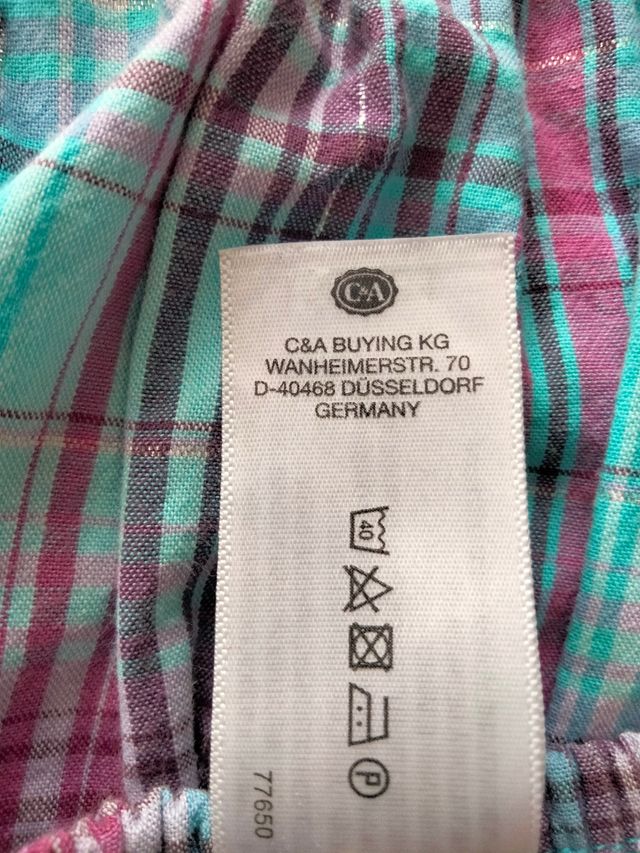 C&A
C&A BUYING KG
WANHEIMERSTR. 70
D-40468 DÜSSELDORF
GERMANY
40
P
77650